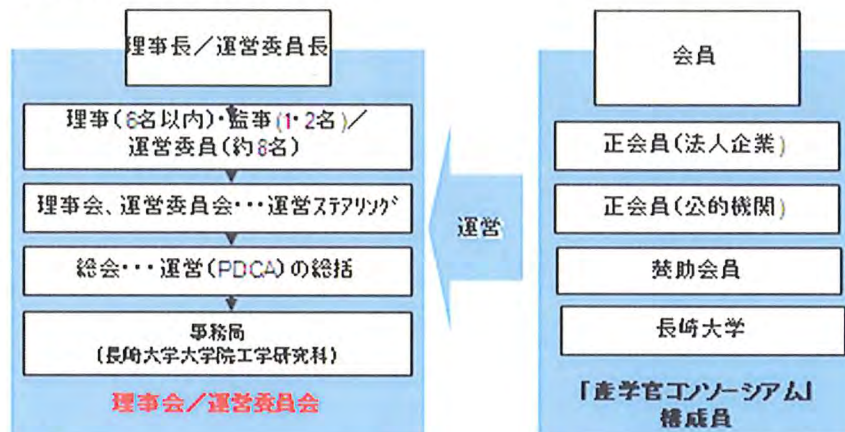 理事長／運営委員長
理事(6名以内)・監事(1・2名)／
運営委員(約8名)
理事会、運営委員会・・・運営ｽﾃｱﾘﾝｸﾞ
総会・・・運営(PDCA)の総括
事務局
(長崎大学大学院工学研究科)
理事会／運営委員会
運営
会員
正会員(法人企業)
正会員(公的機関)
賛助会員
長崎大学
「産学官コンソーシアム」
構成員